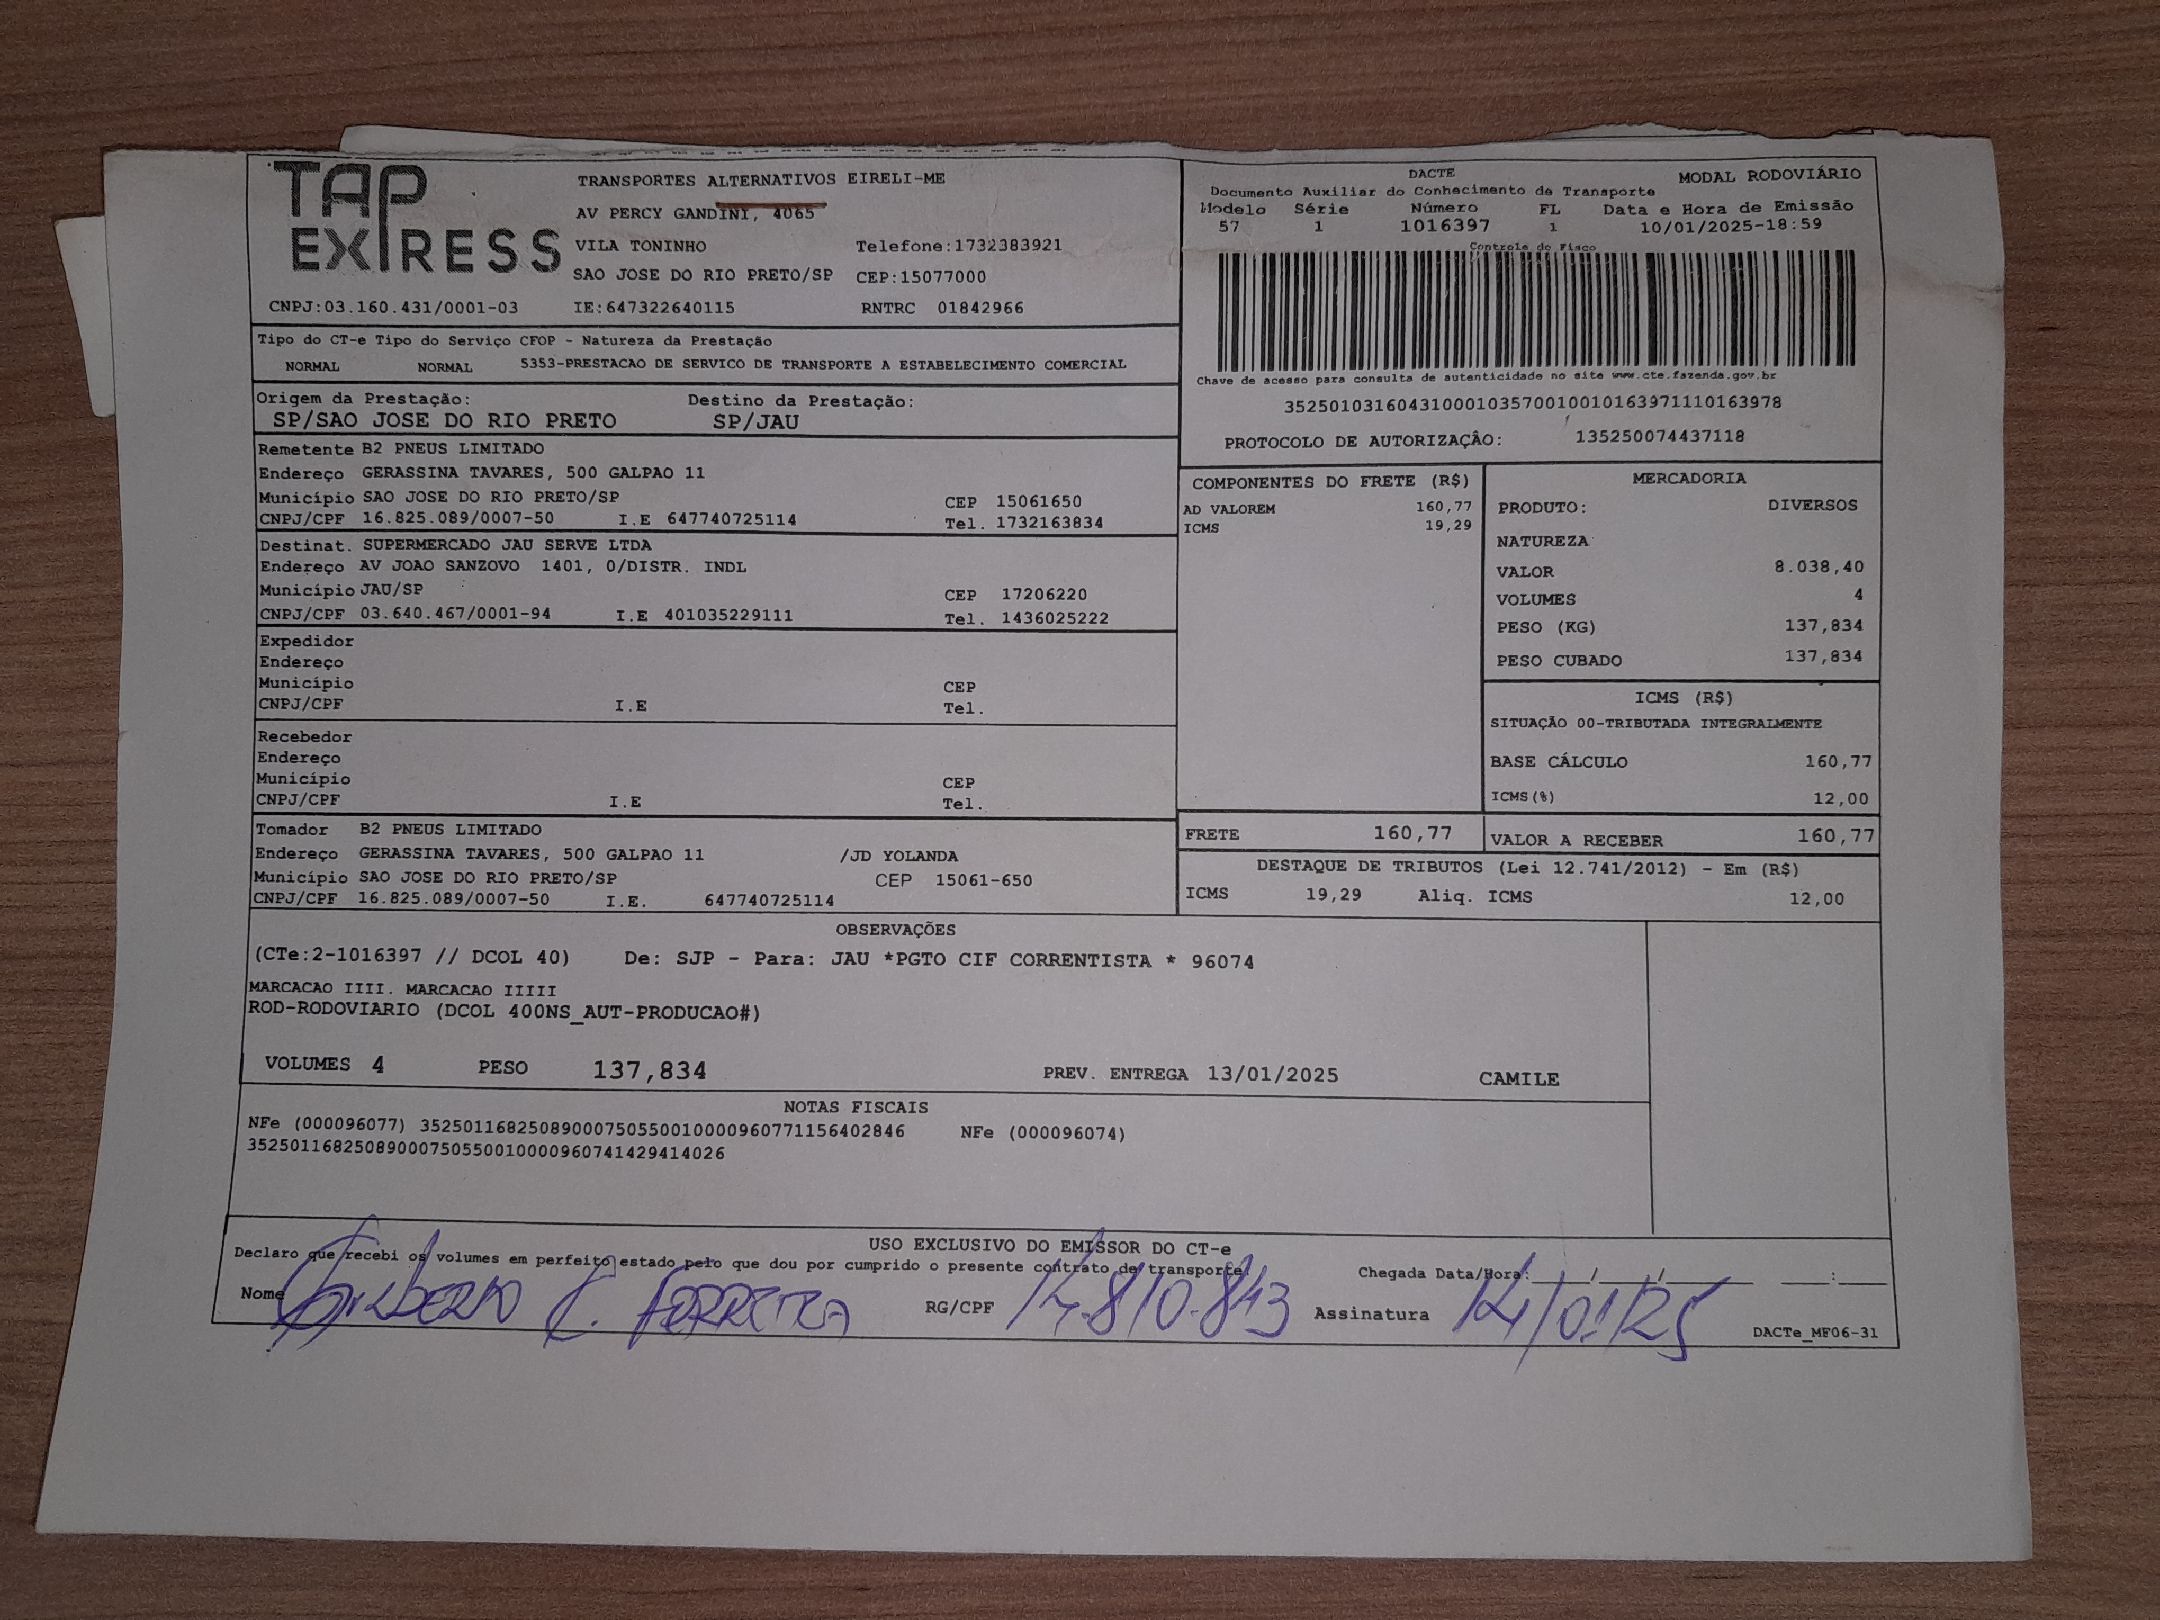 TAP EXPRESS
TRANSPORTES ALTERNATIVOS EIRELI-ME
AV PERCY GANDINI, 4065
VILA TONINHO Telefone:1732383921
SAO JOSE DO RIO PRETO/SP CEP:15077000
CNPJ:03.160.431/0001-03 IE:647322640115 RNTRC 01842966
DACTE MODAL RODOVIÁRIO
Documento Auxiliar do Conhecimento de Transporte
Modelo Série Número FL Data e Hora de Emissão
57 1 1016397 1 10/01/2025-18:59
Controle do Fisco
Chave de acesso para consulta de autenticidade no site www.cte.fazenda.gov.br
35250103160431000103570010010163971110163978
PROTOCOLO DE AUTORIZAÇÂO: 135250074437118
Tipo do CT-e Tipo do Serviço CFOP - Natureza da Prestação
NORMAL NORMAL 5353-PRESTACAO DE SERVICO DE TRANSPORTE A ESTABELECIMENTO COMERCIAL
Origem da Prestação: Destino da Prestação:
SP/SAO JOSE DO RIO PRETO SP/JAU
Remetente B2 PNEUS LIMITADO
Endereço GERASSINA TAVARES, 500 GALPAO 11
Município SAO JOSE DO RIO PRETO/SP CEP 15061650
CNPJ/CPF 16.825.089/0007-50 I.E 647740725114 Tel. 1732163834
Destinat. SUPERMERCADO JAU SERVE LTDA
Endereço AV JOAO SANZOVO 1401, 0/DISTR. INDL
Município JAU/SP CEP 17206220
CNPJ/CPF 03.640.467/0001-94 I.E 401035229111 Tel. 1436025222
Expedidor
Endereço
Município CEP
CNPJ/CPF I.E Tel.
Recebedor
Endereço
Município CEP
CNPJ/CPF I.E Tel.
Tomador B2 PNEUS LIMITADO
Endereço GERASSINA TAVARES, 500 GALPAO 11 /JD YOLANDA
Município SAO JOSE DO RIO PRETO/SP CEP 15061-650
CNPJ/CPF 16.825.089/0007-50 I.E. 647740725114
COMPONENTES DO FRETE (R$)
AD VALOREM 160,77
ICMS 19,29
MERCADORIA
PRODUTO: DIVERSOS
NATUREZA
VALOR 8.038,40
VOLUMES 4
PESO (KG) 137,834
PESO CUBADO 137,834
ICMS (R$)
SITUAÇÃO 00-TRIBUTADA INTEGRALMENTE
BASE CÁLCULO 160,77
ICMS(%) 12,00
FRETE 160,77 VALOR A RECEBER 160,77
DESTAQUE DE TRIBUTOS (Lei 12.741/2012) - Em (R$)
ICMS 19,29 Aliq. ICMS 12,00
OBSERVAÇÕES
(CTe:2-1016397 // DCOL 40) De: SJP - Para: JAU *PGTO CIF CORRENTISTA * 96074
MARCACAO IIII. MARCACAO IIIII
ROD-RODOVIARIO (DCOL 400NS_AUT-PRODUCAO#)
VOLUMES 4 PESO 137,834 PREV. ENTREGA 13/01/2025 CAMILE
NOTAS FISCAIS
NFe (000096077) 35250116825089000750550010000960771156402846 NFe (000096074)
35250116825089000750550010000960741429414026
USO EXCLUSIVO DO EMISSOR DO CT-e
Declaro que recebi os volumes em perfeito estado pelo que dou por cumprido o presente contrato de transporte.
Chegada Data/Hora:___/___/___ ___:___
Nome Gilberto C. Ferreira RG/CPF 14.810.843 Assinatura 14/01/25
DACTe_MF06-31